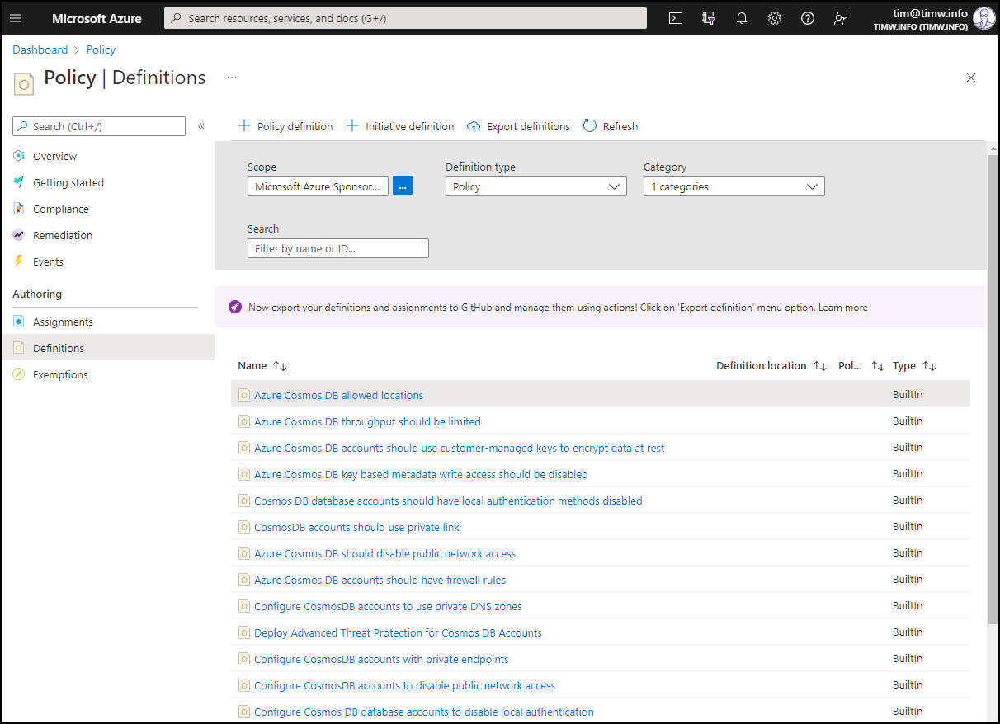 Microsoft Azure
Search resources, services, and docs (G+/)
tim@timw.info
TIMW.INFO (TIMW.INFO)
Dashboard > Policy
Policy | Definitions ...
Search (Ctrl+/) «
+ Policy definition + Initiative definition Export definitions Refresh
Overview
Getting started
Compliance
Remediation
Events
Authoring
Assignments
Definitions
Exemptions
Scope Definition type Category
Microsoft Azure Sponsor... ... Policy 1 categories
Search
Filter by name or ID...
Now export your definitions and assignments to GitHub and manage them using actions! Click on 'Export definition' menu option. Learn more
Name ↑↓ Definition location ↑↓ Pol... ↑↓ Type ↑↓
Azure Cosmos DB allowed locations BuiltIn
Azure Cosmos DB throughput should be limited BuiltIn
Azure Cosmos DB accounts should use customer-managed keys to encrypt data at rest BuiltIn
Azure Cosmos DB key based metadata write access should be disabled BuiltIn
Cosmos DB database accounts should have local authentication methods disabled BuiltIn
CosmosDB accounts should use private link BuiltIn
Azure Cosmos DB should disable public network access BuiltIn
Azure Cosmos DB accounts should have firewall rules BuiltIn
Configure CosmosDB accounts to use private DNS zones BuiltIn
Deploy Advanced Threat Protection for Cosmos DB Accounts BuiltIn
Configure CosmosDB accounts with private endpoints BuiltIn
Configure CosmosDB accounts to disable public network access BuiltIn
Configure Cosmos DB database accounts to disable local authentication BuiltIn